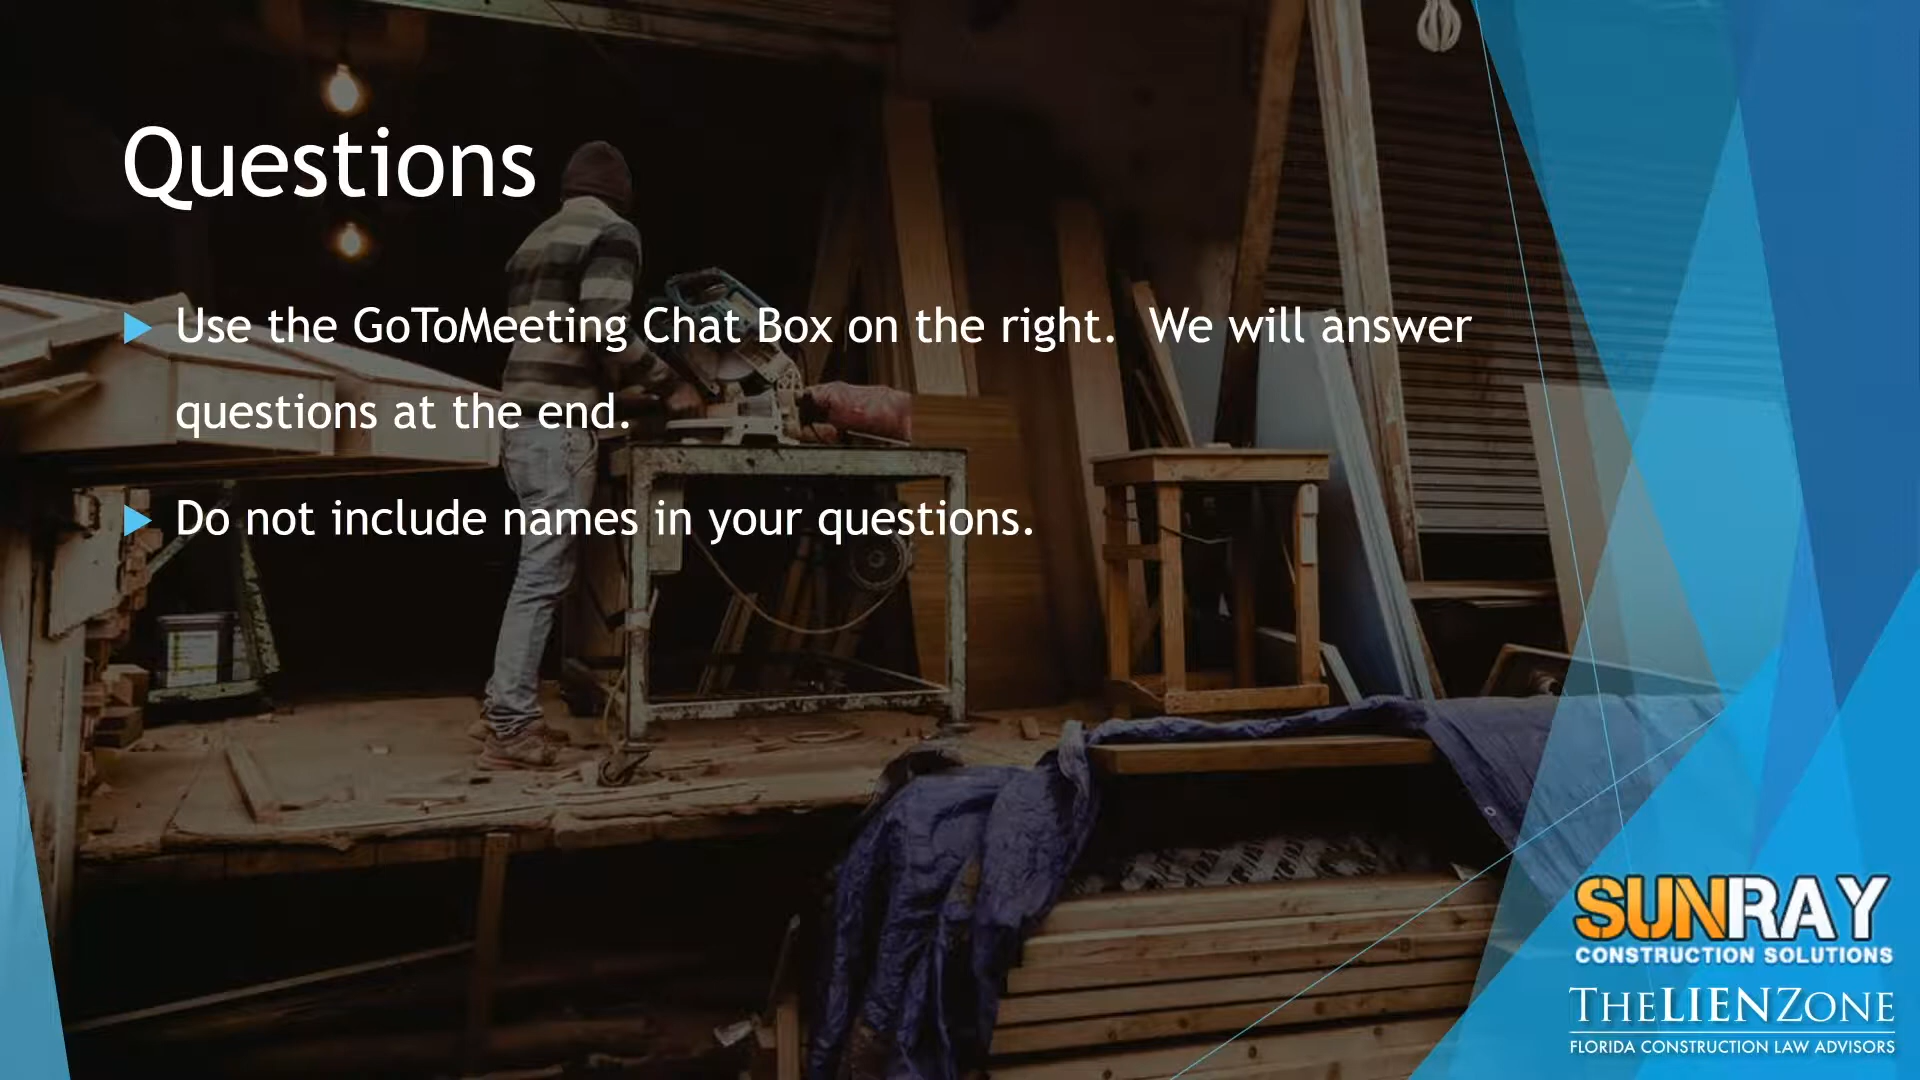 Questions
Use the GoToMeeting Chat Box on the right.  We will answer
questions at the end.
Do not include names in your questions.
SUNRAY
CONSTRUCTION SOLUTIONS
THELIENZONE
FLORIDA CONSTRUCTION LAW ADVISORS